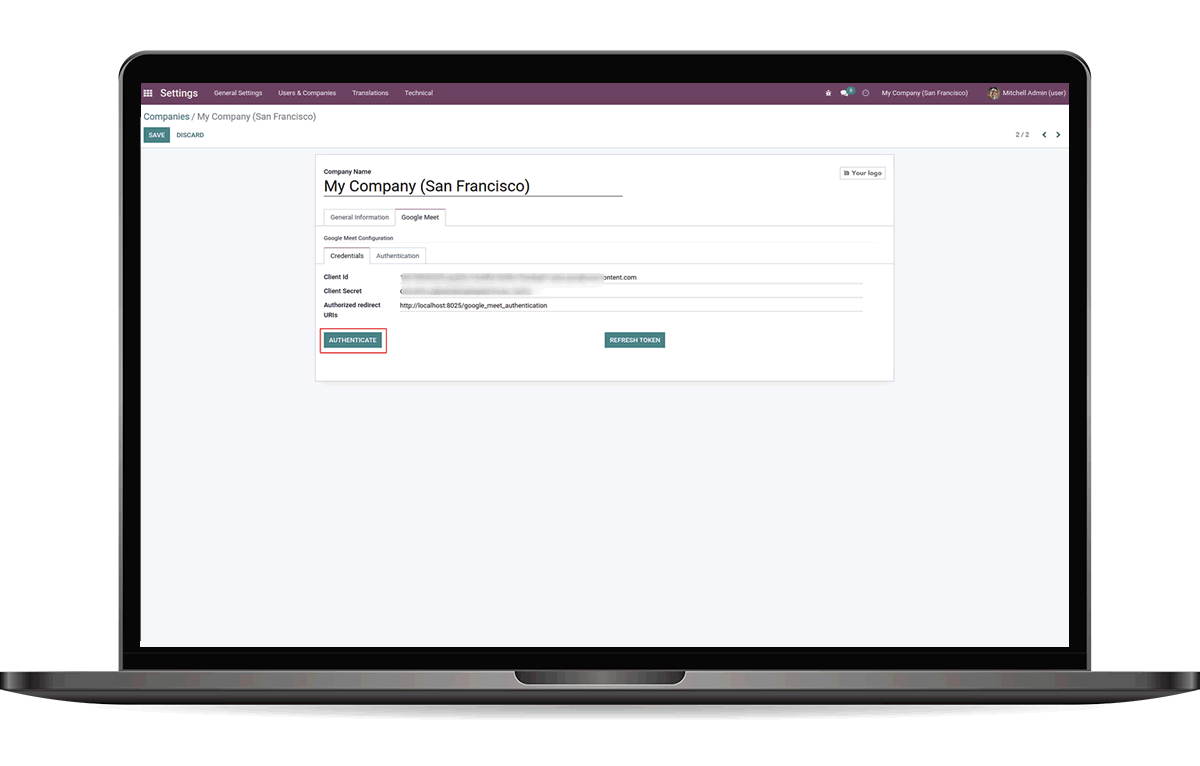 Settings General Settings Users & Companies Translations Technical My Company (San Francisco) Mitchell Admin (user)
Companies / My Company (San Francisco)
SAVE DISCARD 2 / 2
Company Name
Your logo
My Company (San Francisco)
General Information Google Meet
Google Meet Configuration
Credentials Authentication
Client Id ontent.com
Client Secret
Authorized redirect http://localhost:8025/google_meet_authentication
URIs
AUTHENTICATE REFRESH TOKEN